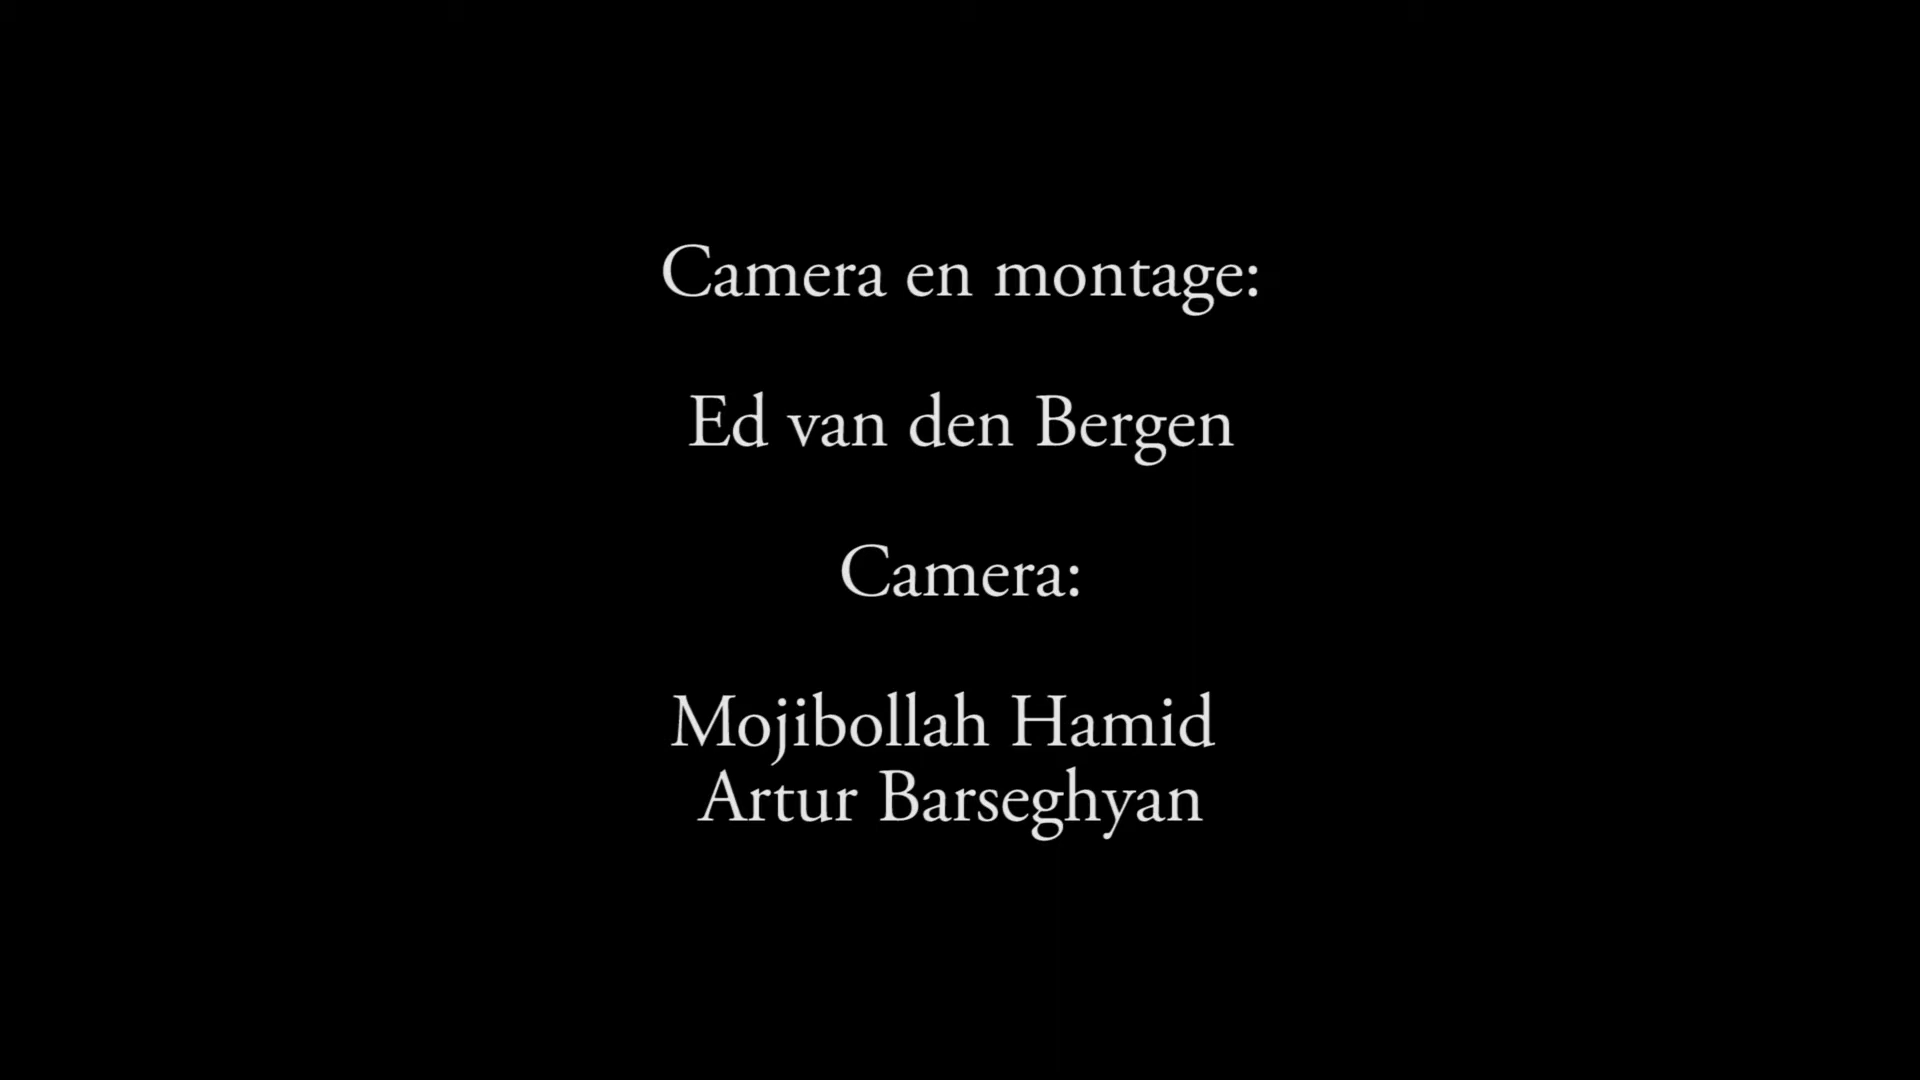 Camera en montage:
Ed van den Bergen
Camera:
Mojibollah Hamid
Artur Barseghyan